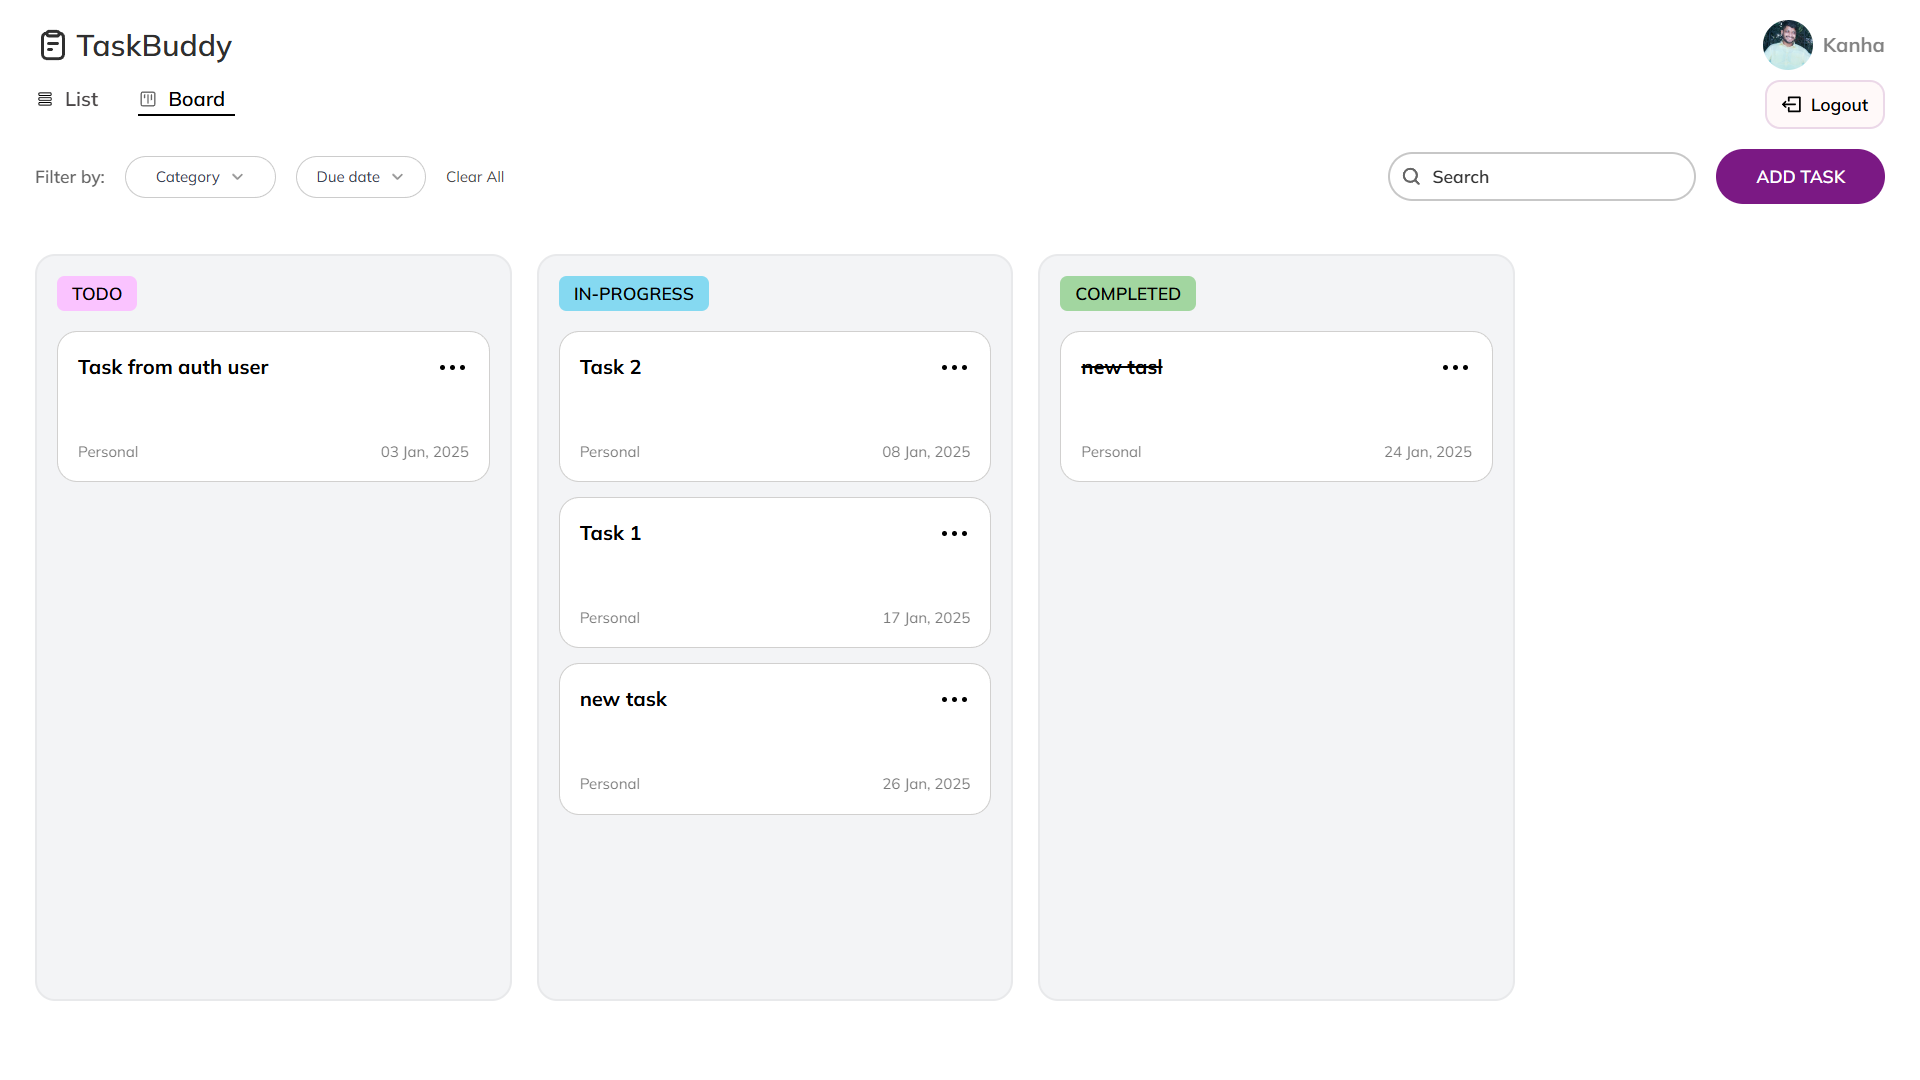 TaskBuddy
Kanha
List
Board
Logout
Filter by:
Category
Due date
Clear All
Search
ADD TASK
TODO
Task from auth user
Personal
03 Jan, 2025
IN-PROGRESS
Task 2
Personal
08 Jan, 2025
Task 1
Personal
17 Jan, 2025
new task
Personal
26 Jan, 2025
COMPLETED
new tasl
Personal
24 Jan, 2025